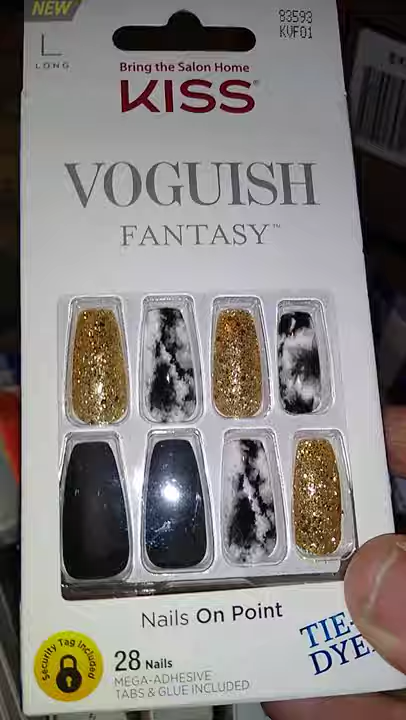 NEW
83593
KVF01
L
LONG
Bring the Salon Home
KISS®
VOGUISH
FANTASY™
Nails On Point
Security Tag Included
28 Nails
MEGA-ADHESIVE
TABS & GLUE INCLUDED
TIE-
DYE